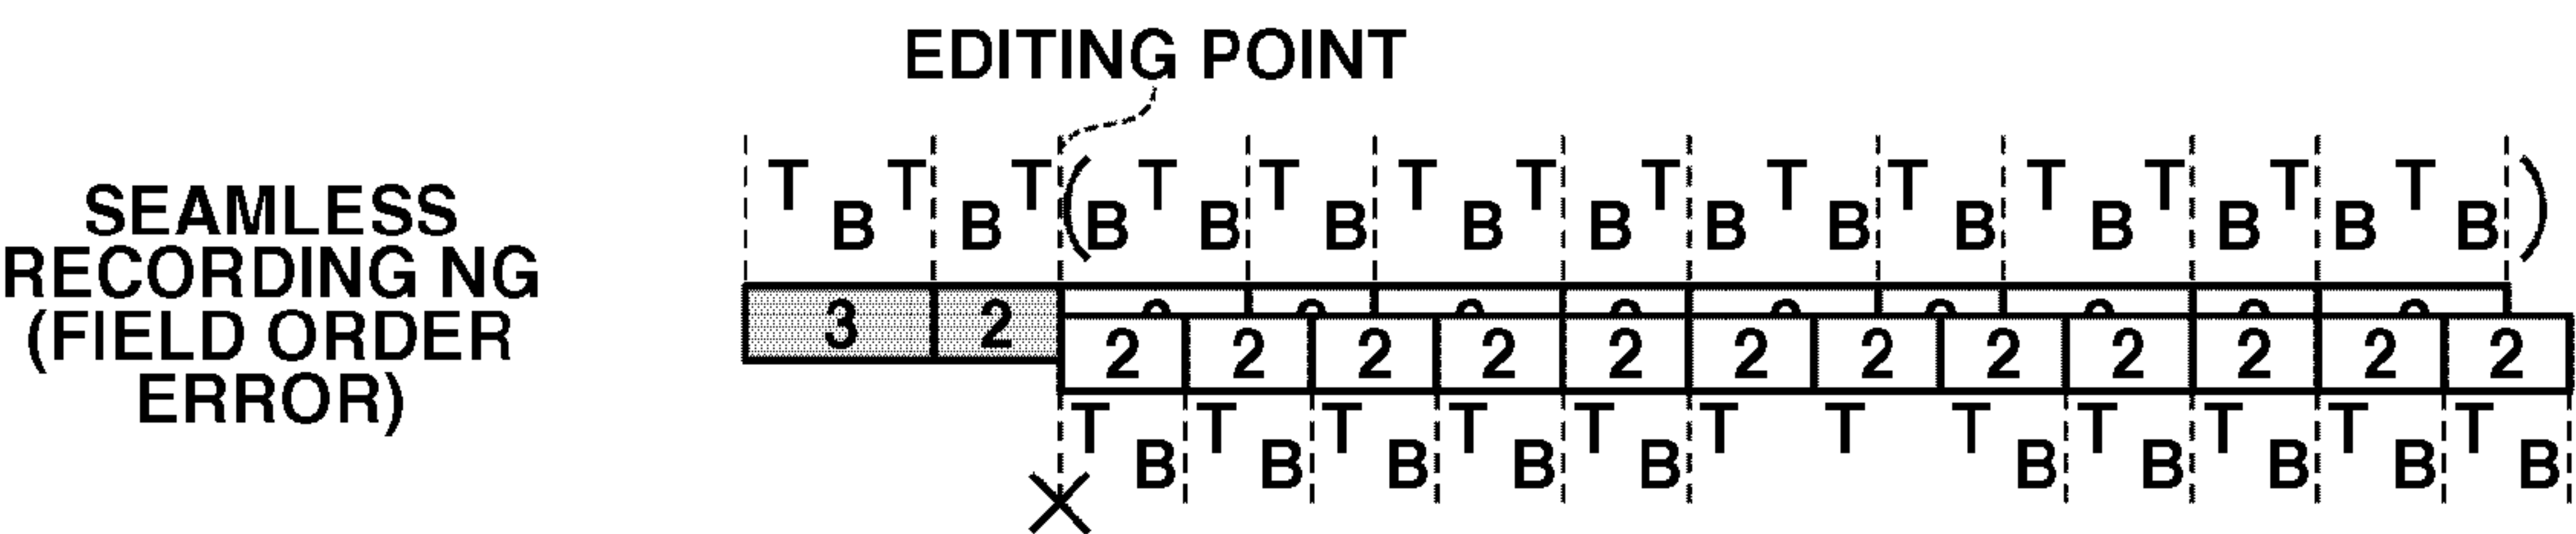 EDITING POINT
SEAMLESS
RECORDING NG
(FIELD ORDER
ERROR)
T B T B T ( B T B T B T B T B T B T B T B T B T B T B T B )
3 2
2 2 2 2 2 2 2 2 2 2 2 2
T B T B T B T B T B T T T B T B T B T B T B